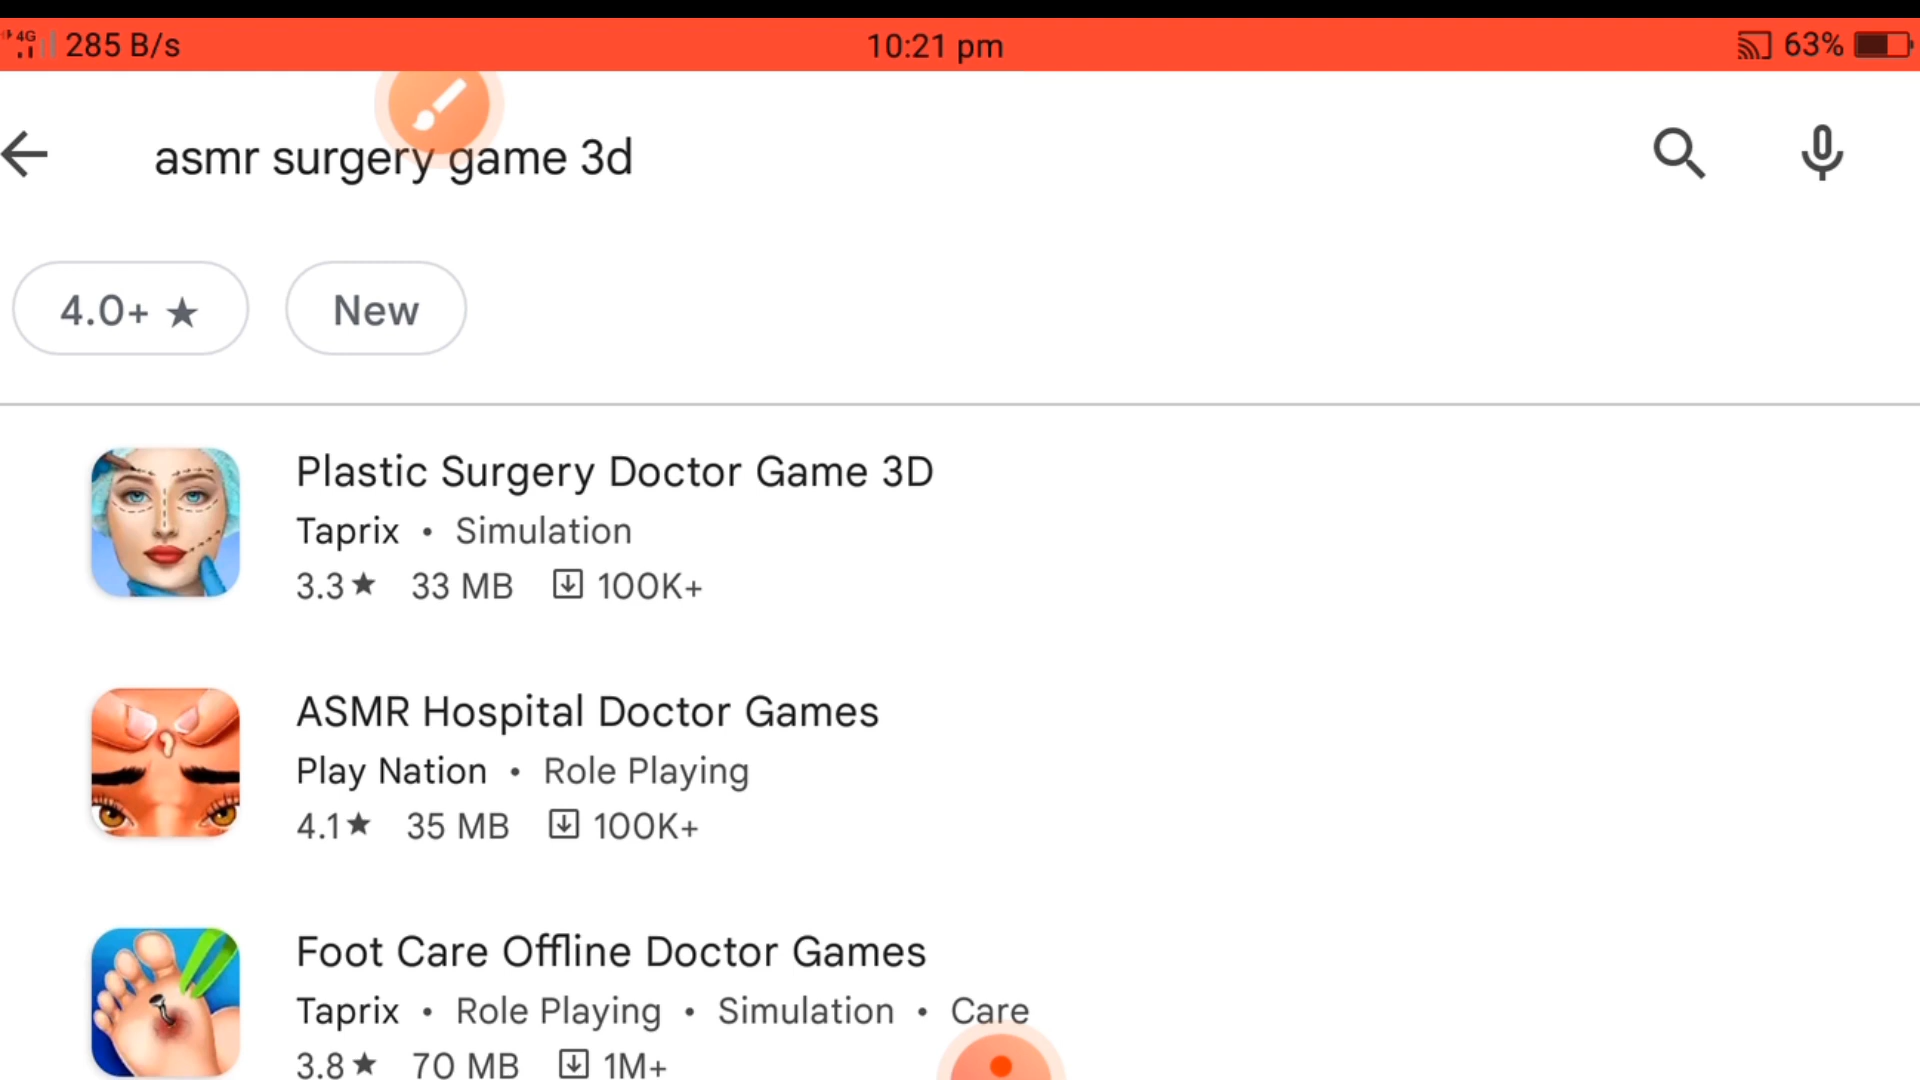 4G 285 B/s 10:21 pm 63%
asmr surgery game 3d
4.0+ ★ New
Plastic Surgery Doctor Game 3D
Taprix • Simulation
3.3★ 33 MB 100K+
ASMR Hospital Doctor Games
Play Nation • Role Playing
4.1★ 35 MB 100K+
Foot Care Offline Doctor Games
Taprix • Role Playing • Simulation • Care
3.8★ 70 MB 1M+